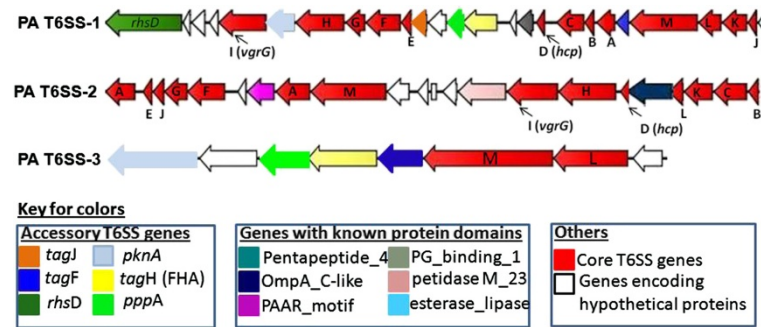 PA T6SS-1 rhsD H G F C B A M L K J
E
I (vgrG) D (hcp)
PA T6SS-2 A E J G F A M H L K C B
I (vgrG) D (hcp)
PA T6SS-3 M L
Key for colors
Accessory T6SS genes
tagJ pknA
tagF tagH (FHA)
rhsD pppA
Genes with known protein domains
Pentapeptide_4 PG_binding_1
OmpA_C-like petidase M_23
PAAR_motif esterase_lipase
Others
Core T6SS genes
Genes encoding
hypothetical proteins